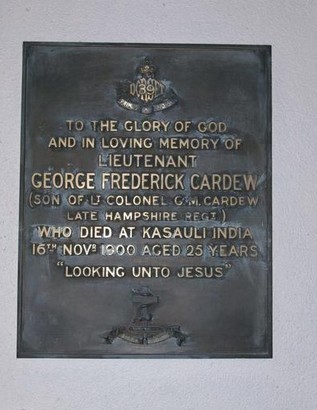 TO THE GLORY OF GOD
AND IN LOVING MEMORY OF
LIEUTENANT
GEORGE FREDERICK CARDEW
(SON OF LT COLONEL G. M. CARDEW
LATE HAMPSHIRE REGT)
WHO DIED AT KASAULI INDIA
16TH NOVR 1900 AGED 25 YEARS
"LOOKING UNTO JESUS"